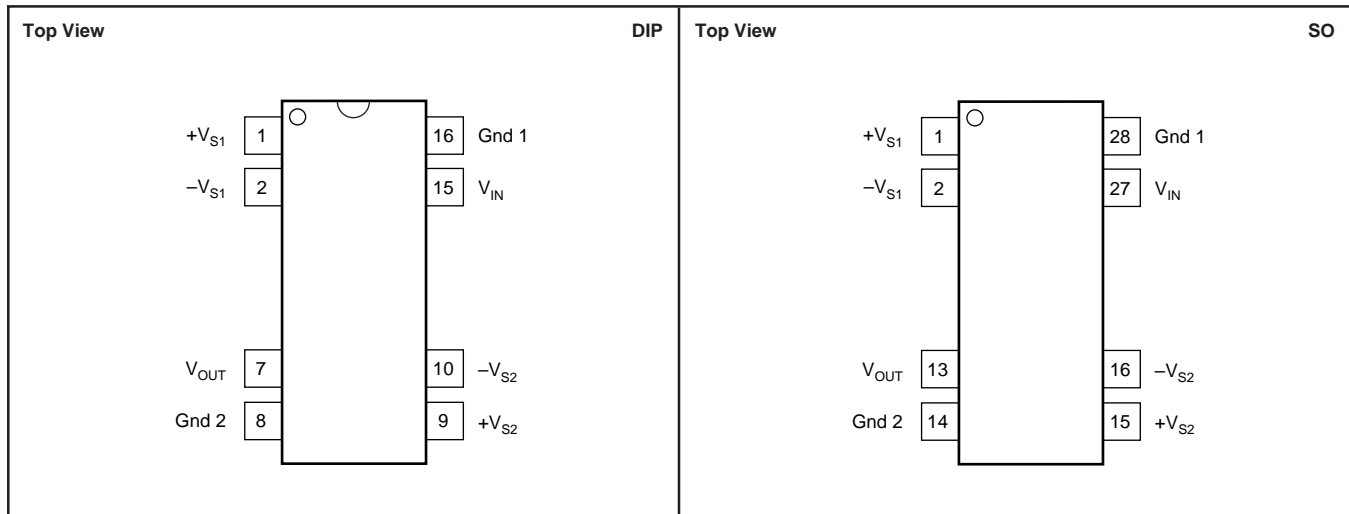 Top View DIP
+VS1 1 16 Gnd 1
–VS1 2 15 VIN
VOUT 7 10 –VS2
Gnd 2 8 9 +VS2
Top View SO
+VS1 1 28 Gnd 1
–VS1 2 27 VIN
VOUT 13 16 –VS2
Gnd 2 14 15 +VS2